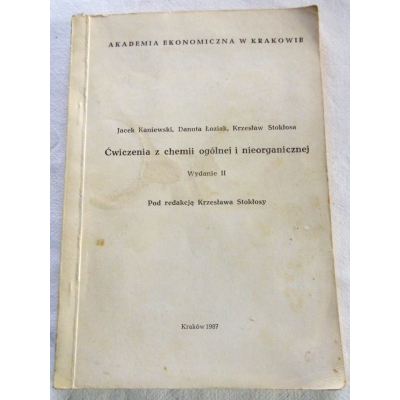 AKADEMIA EKONOMICZNA W KRAKOWIE
Jacek Kaniewski, Danuta Łoziak, Krzesław Stokłosa
Ćwiczenia z chemii ogólnej i nieorganicznej
Wydanie II
Pod redakcją Krzesława Stokłosy
Kraków 1987